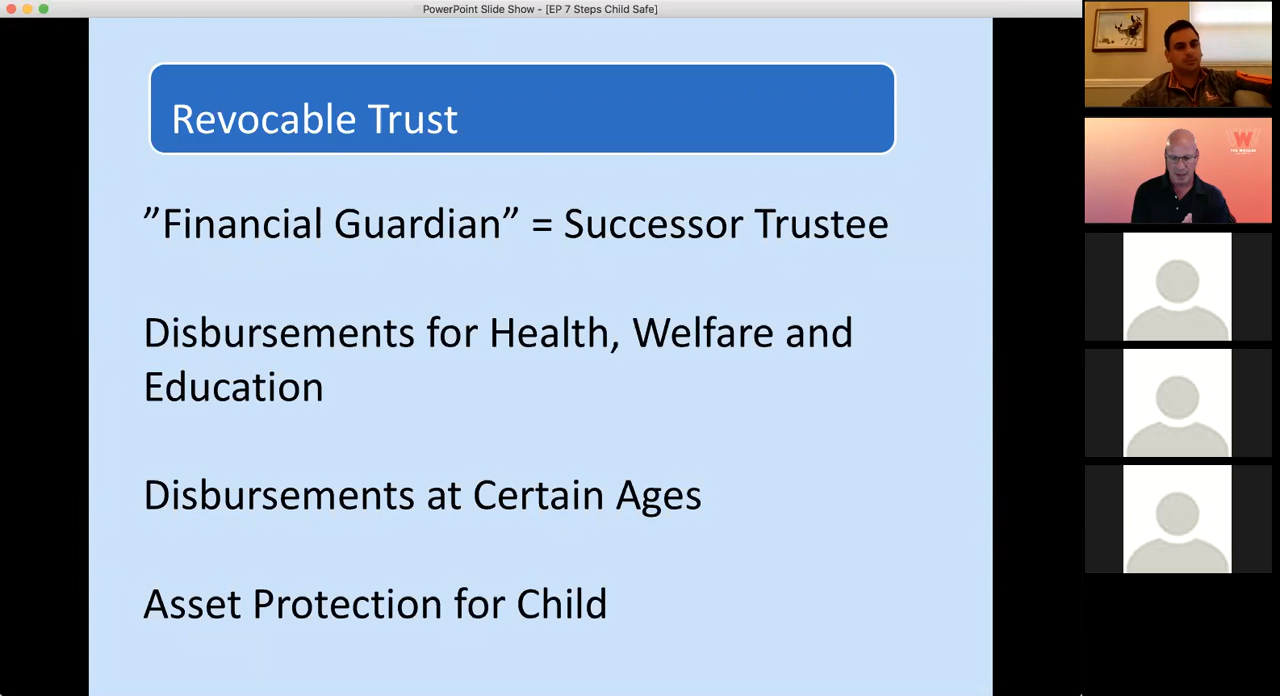 PowerPoint Slide Show - [EP 7 Steps Child Safe]
Revocable Trust
”Financial Guardian” = Successor Trustee
Disbursements for Health, Welfare and
Education
Disbursements at Certain Ages
Asset Protection for Child
W